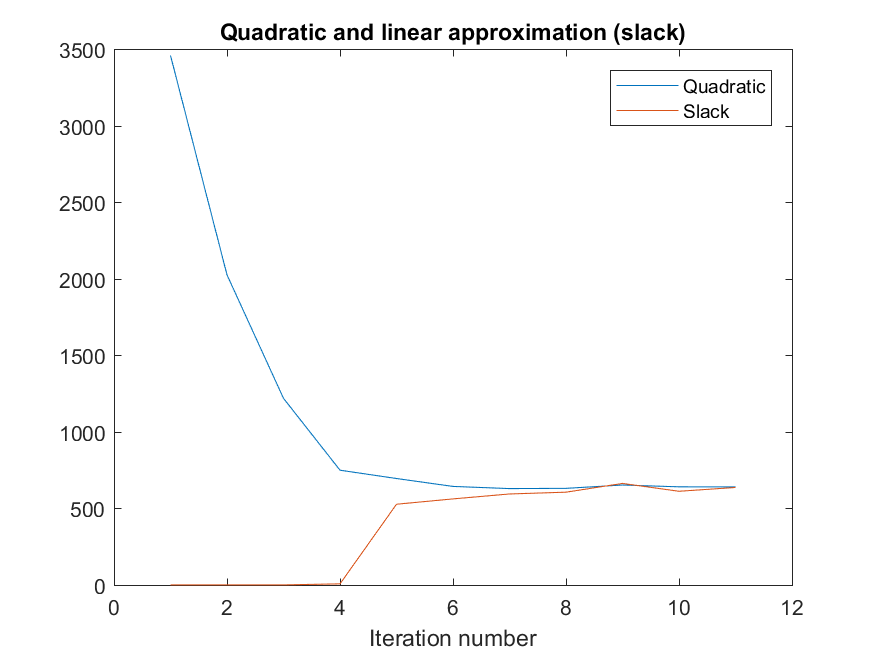 Quadratic and linear approximation (slack)
3500
3000
2500
2000
1500
1000
500
0
Quadratic
Slack
0 2 4 6 8 10 12
Iteration number